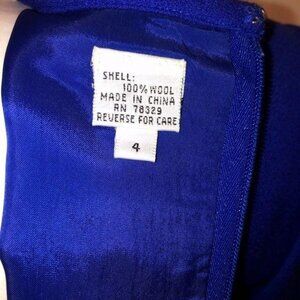 SHELL:
100% WOOL
MADE IN CHINA
RN 78329
REVERSE FOR CARE
4